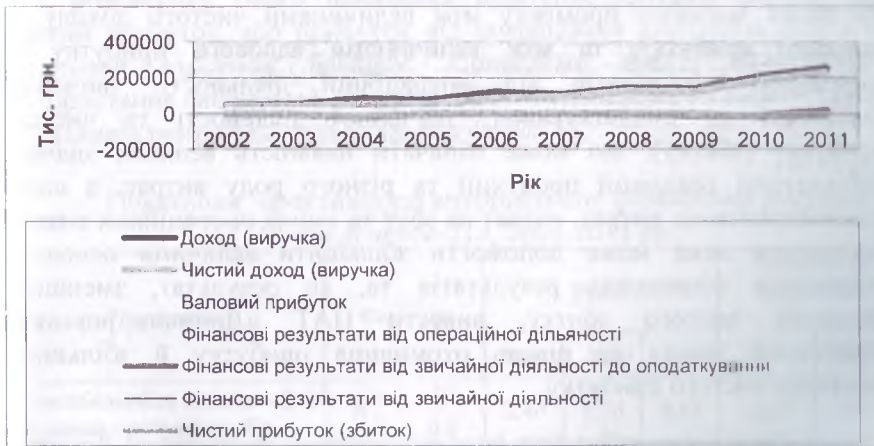 Тис. грн.
400000
200000
0
-200000
2002 2003 2004 2005 2006 2007 2008 2009 2010 2011
Рік
Доход (виручка)
Чистий доход (виручка)
Валовий прибуток
Фінансові результати від операційної дільяності
Фінансові результати від звичайної діяльності до оподаткування
Фінансові результати від звичайної діяльності
Чистий прибуток (збиток)